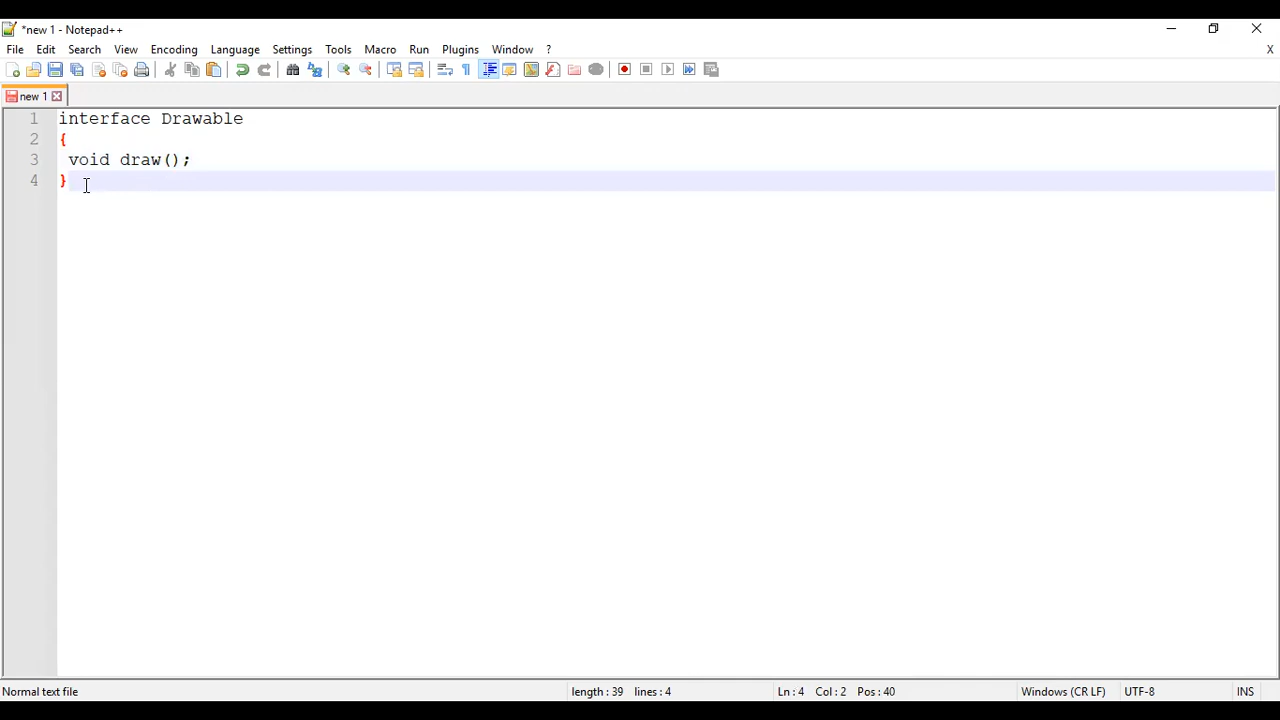 *new 1 - Notepad++
File Edit Search View Encoding Language Settings Tools Macro Run Plugins Window ? X
new 1
1 interface Drawable
2 {
3  void draw();
4 }
Normal text file length : 39 lines : 4 Ln : 4 Col : 2 Pos : 40 Windows (CR LF) UTF-8 INS